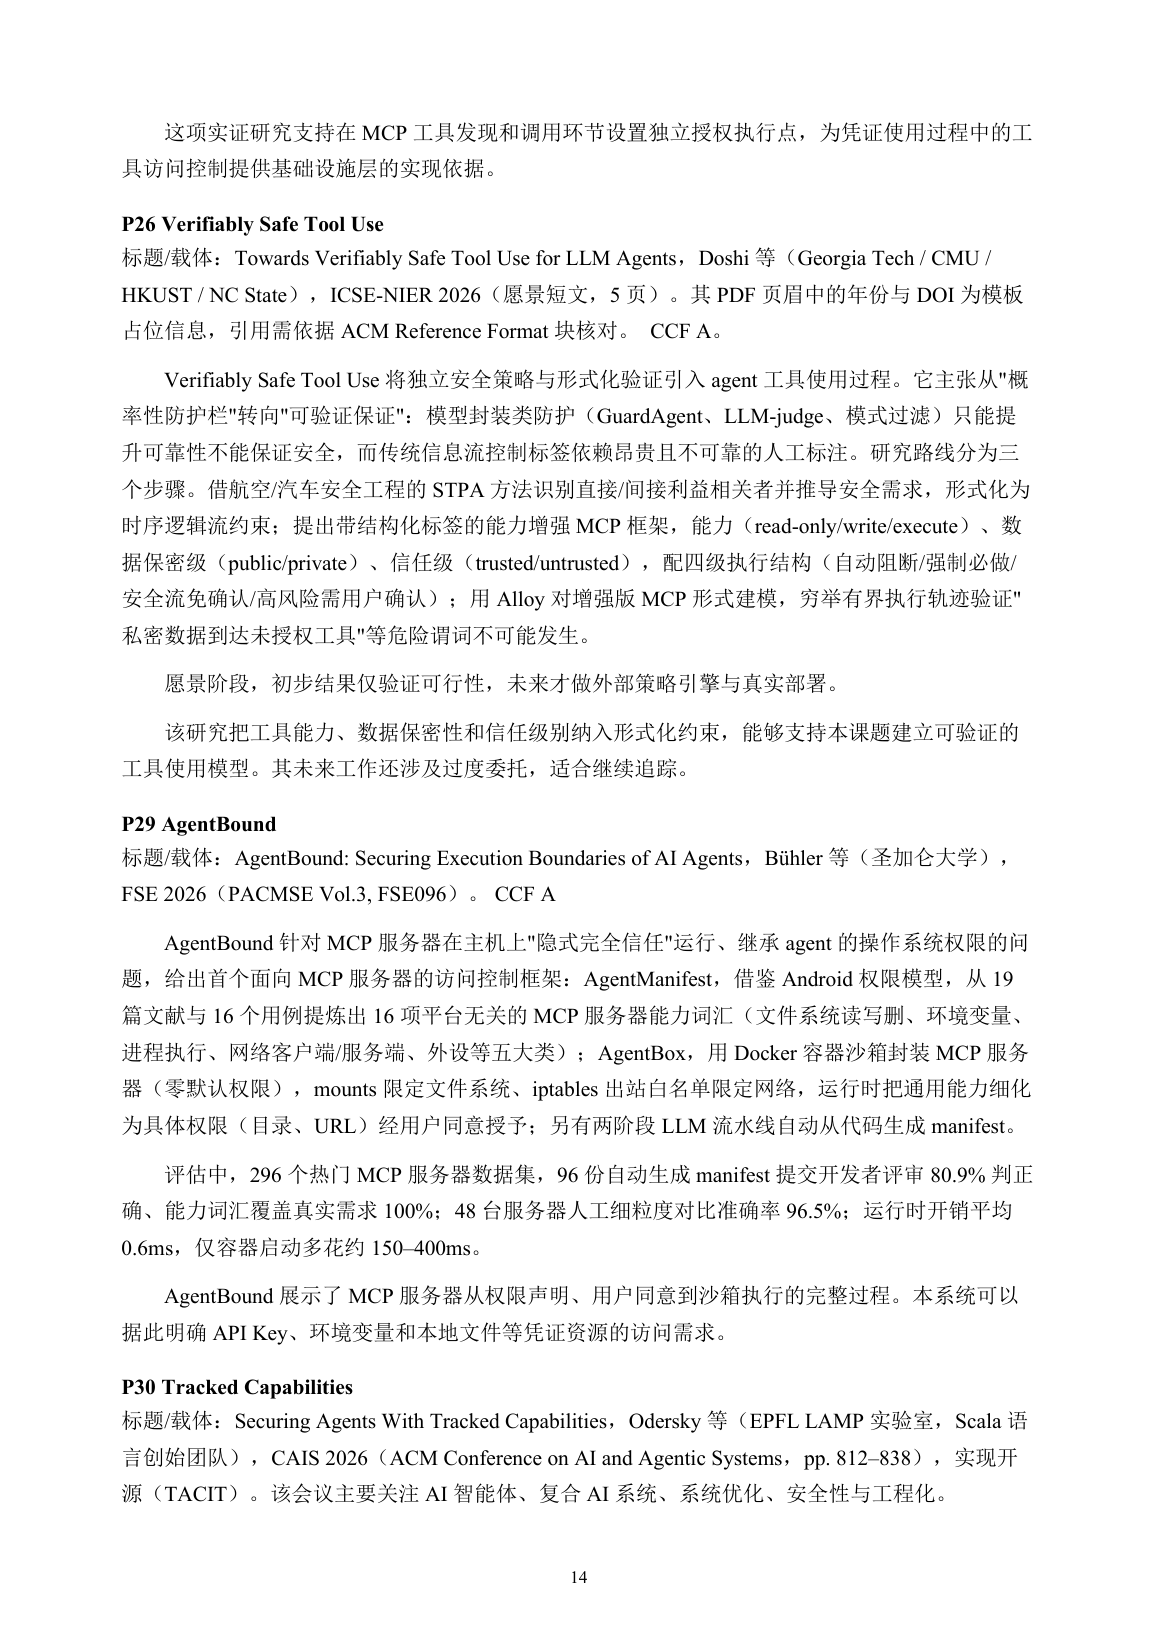 这项实证研究支持在 MCP 工具发现和调用环节设置独立授权执行点，为凭证使用过程中的工
具访问控制提供基础设施层的实现依据。
P26 Verifiably Safe Tool Use
标题/载体：Towards Verifiably Safe Tool Use for LLM Agents，Doshi 等（Georgia Tech / CMU /
HKUST / NC State），ICSE-NIER 2026（愿景短文，5 页）。其 PDF 页眉中的年份与 DOI 为模板
占位信息，引用需依据 ACM Reference Format 块核对。 CCF A。
Verifiably Safe Tool Use 将独立安全策略与形式化验证引入 agent 工具使用过程。它主张从"概
率性防护栏"转向"可验证保证"：模型封装类防护（GuardAgent、LLM-judge、模式过滤）只能提
升可靠性不能保证安全，而传统信息流控制标签依赖昂贵且不可靠的人工标注。研究路线分为三
个步骤。借航空/汽车安全工程的 STPA 方法识别直接/间接利益相关者并推导安全需求，形式化为
时序逻辑流约束；提出带结构化标签的能力增强 MCP 框架，能力（read-only/write/execute）、数
据保密级（public/private）、信任级（trusted/untrusted），配四级执行结构（自动阻断/强制必做/
安全流免确认/高风险需用户确认）；用 Alloy 对增强版 MCP 形式建模，穷举有界执行轨迹验证"
私密数据到达未授权工具"等危险谓词不可能发生。
愿景阶段，初步结果仅验证可行性，未来才做外部策略引擎与真实部署。
该研究把工具能力、数据保密性和信任级别纳入形式化约束，能够支持本课题建立可验证的
工具使用模型。其未来工作还涉及过度委托，适合继续追踪。
P29 AgentBound
标题/载体：AgentBound: Securing Execution Boundaries of AI Agents，Bühler 等（圣加仑大学），
FSE 2026（PACMSE Vol.3, FSE096）。 CCF A
AgentBound 针对 MCP 服务器在主机上"隐式完全信任"运行、继承 agent 的操作系统权限的问
题，给出首个面向 MCP 服务器的访问控制框架：AgentManifest，借鉴 Android 权限模型，从 19
篇文献与 16 个用例提炼出 16 项平台无关的 MCP 服务器能力词汇（文件系统读写删、环境变量、
进程执行、网络客户端/服务端、外设等五大类）；AgentBox，用 Docker 容器沙箱封装 MCP 服务
器（零默认权限），mounts 限定文件系统、iptables 出站白名单限定网络，运行时把通用能力细化
为具体权限（目录、URL）经用户同意授予；另有两阶段 LLM 流水线自动从代码生成 manifest。
评估中，296 个热门 MCP 服务器数据集，96 份自动生成 manifest 提交开发者评审 80.9% 判正
确、能力词汇覆盖真实需求 100%；48 台服务器人工细粒度对比准确率 96.5%；运行时开销平均
0.6ms，仅容器启动多花约 150–400ms。
AgentBound 展示了 MCP 服务器从权限声明、用户同意到沙箱执行的完整过程。本系统可以
据此明确 API Key、环境变量和本地文件等凭证资源的访问需求。
P30 Tracked Capabilities
标题/载体：Securing Agents With Tracked Capabilities，Odersky 等（EPFL LAMP 实验室，Scala 语
言创始团队），CAIS 2026（ACM Conference on AI and Agentic Systems，pp. 812–838），实现开
源（TACIT）。该会议主要关注 AI 智能体、复合 AI 系统、系统优化、安全性与工程化。
14